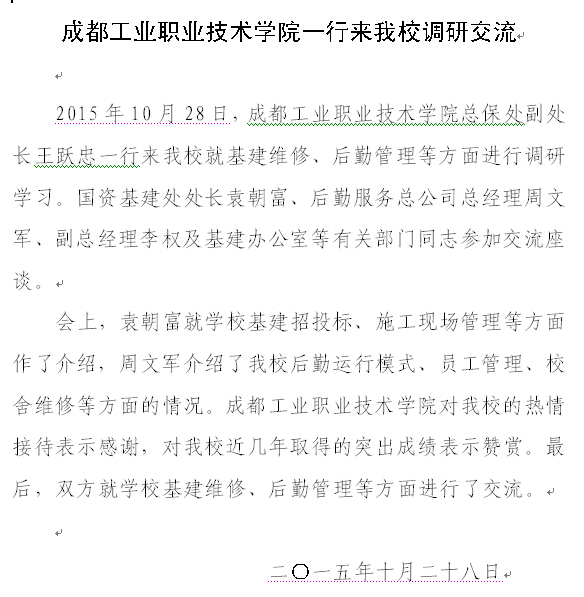 成都工业职业技术学院一行来我校调研交流
2015年10月28日，成都工业职业技术学院总保处副处
长王跃忠一行来我校就基建维修、后勤管理等方面进行调研
学习。国资基建处处长袁朝富、后勤服务总公司总经理周文
军、副总经理李权及基建办公室等有关部门同志参加交流座
谈。
会上，袁朝富就学校基建招投标、施工现场管理等方面
作了介绍，周文军介绍了我校后勤运行模式、员工管理、校
舍维修等方面的情况。成都工业职业技术学院对我校的热情
接待表示感谢，对我校近几年取得的突出成绩表示赞赏。最
后，双方就学校基建维修、后勤管理等方面进行了交流。
二〇一五年十月二十八日